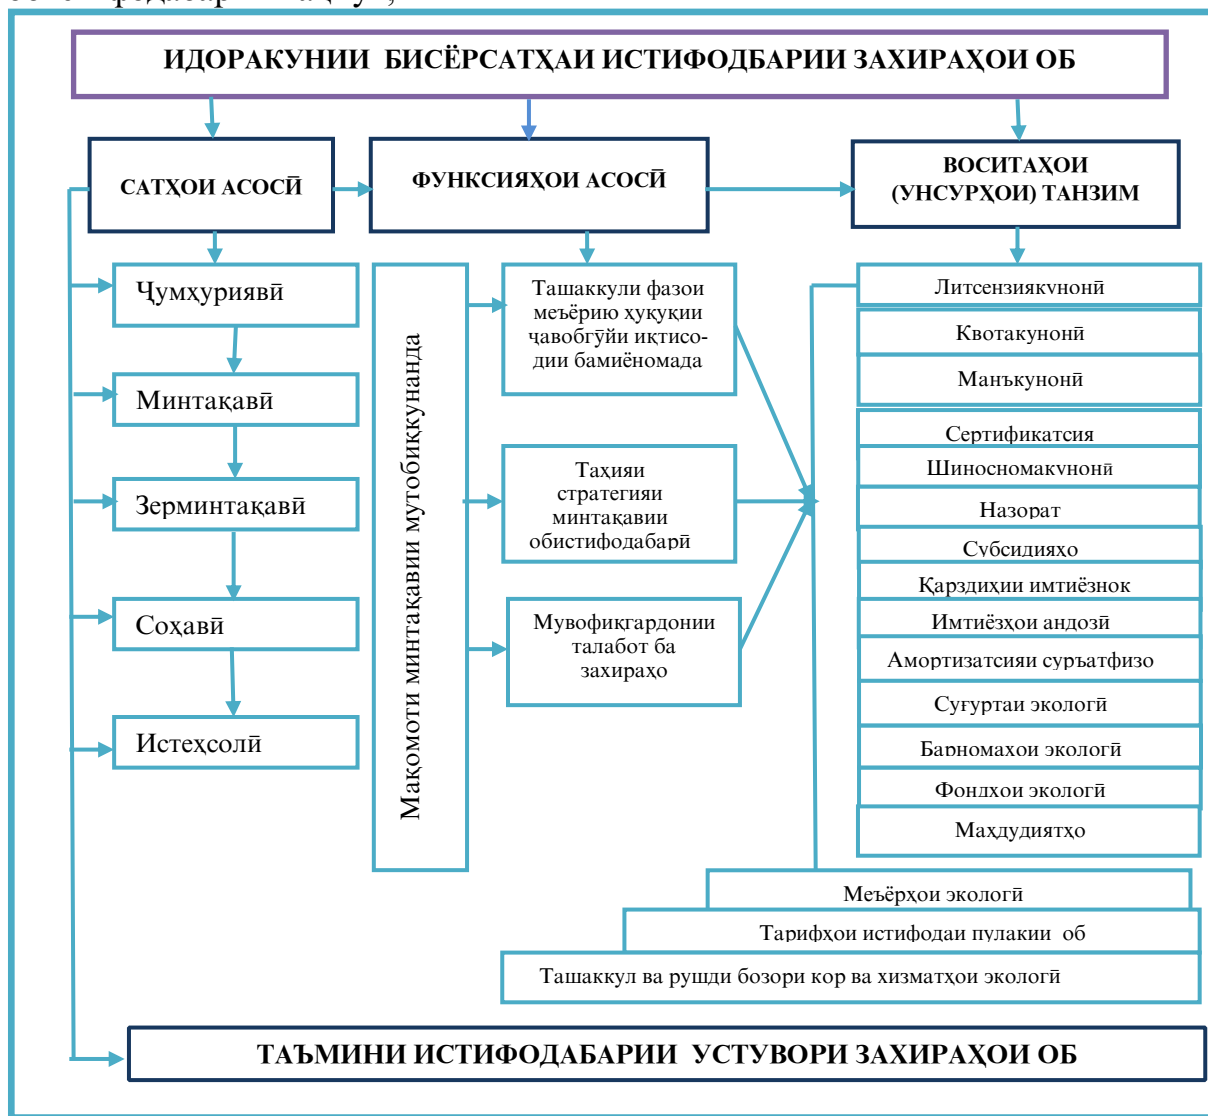 ИДОРАКУНИИ БИСЁРСАТҲАИ ИСТИФОДБАРИИ ЗАХИРАҲОИ ОБ
САТҲОИ АСОСӢ
ФУНКСИЯҲОИ АСОСӢ
ВОСИТАҲОИ
(УНСУРҲОИ) ТАНЗИМ
Ҷумҳуриявӣ
Минтақавӣ
Зерминтақавӣ
Соҳавӣ
Истеҳсолӣ
Мақомоти минтақавии мутобиққунанда
Ташаккули фазои
меъёрию ҳуқуқии
ҷавобгӯйи иқтисо-
дии бамиёномада
Таҳияи
стратегияи
минтақавии
обистифодабарӣ
Мувофиқгардонии
талабот ба
захираҳо
Литсензиякунонӣ
Квотакунонӣ
Манъкунонӣ
Сертификатсия
Шиносномакунонӣ
Назорат
Субсидияҳо
Қарздиҳии имтиёзнок
Имтиёзҳои андозӣ
Амортизатсияи суръатфизо
Суғуртаи экологӣ
Барномаҳои экологӣ
Фондҳои экологӣ
Маҳдудиятҳо
Меъёрҳои экологӣ
Тарифҳои истифодаи пулакии об
Ташаккул ва рушди бозори кор ва хизматҳои экологӣ
ТАЪМИНИ ИСТИФОДАБАРИИ УСТУВОРИ ЗАХИРАҲОИ ОБ